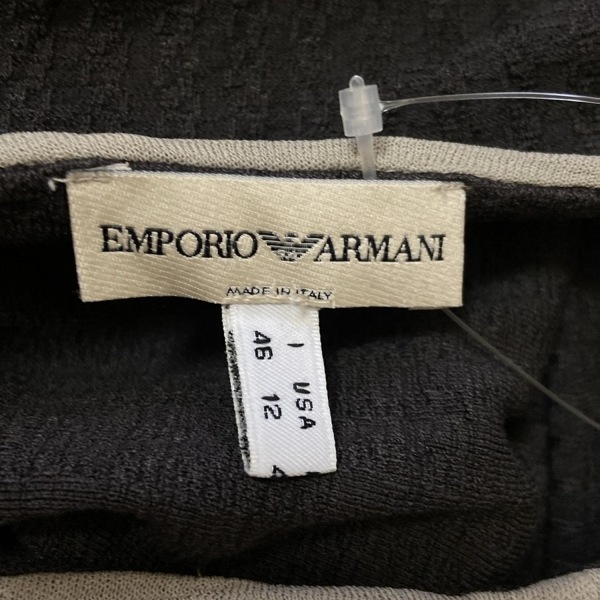 EMPORIO ARMANI
MADE IN ITALY
I USA
46 12